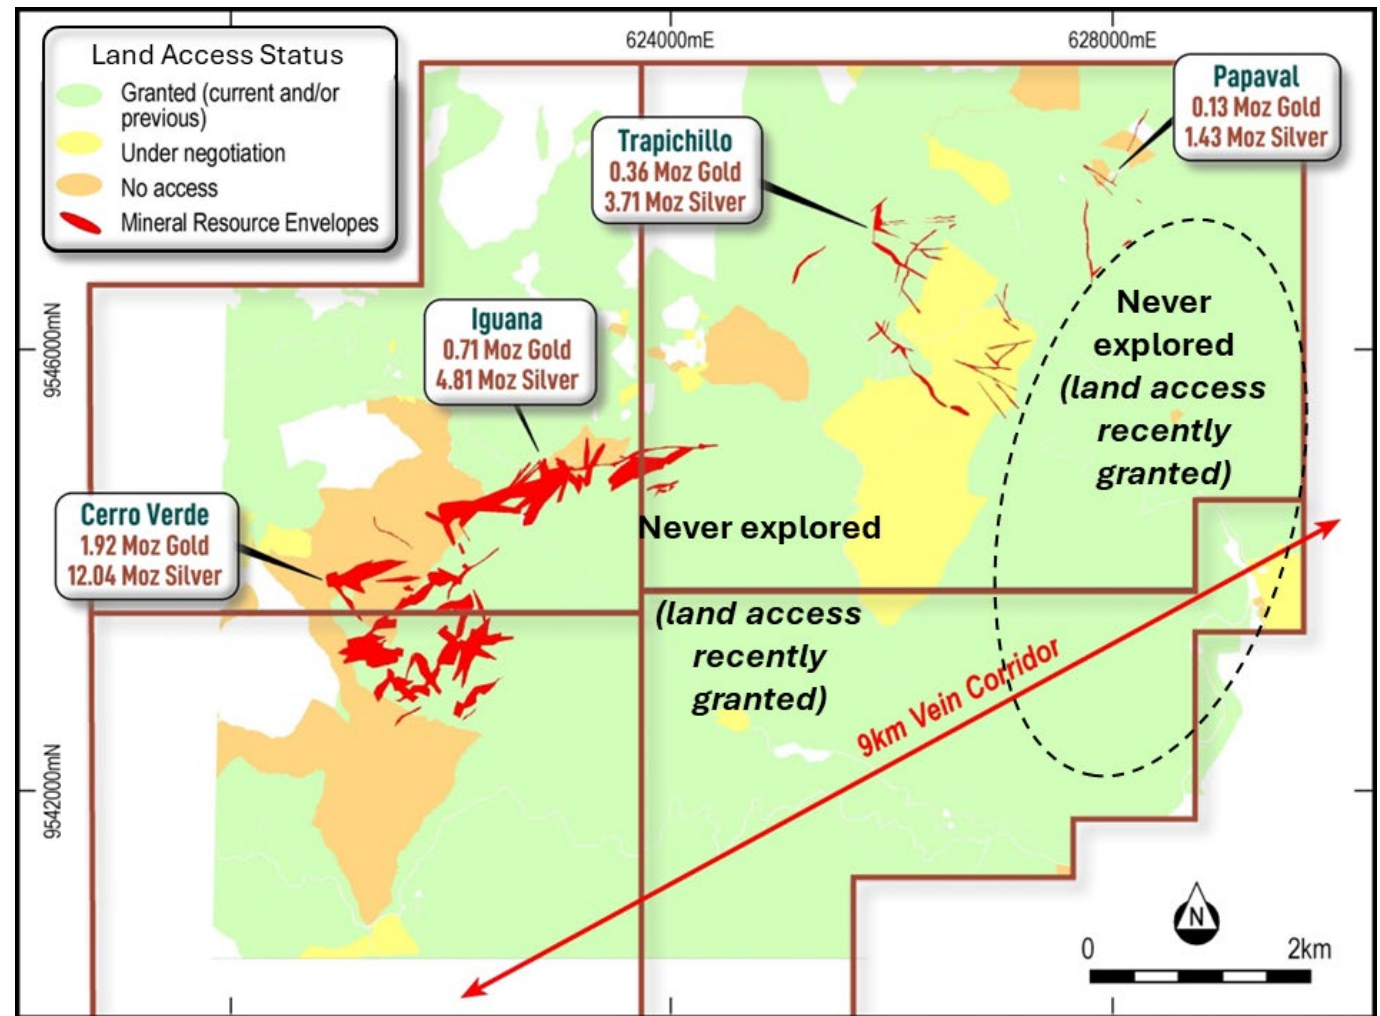 624000mE
628000mE
Land Access Status
Granted (current and/or
previous)
Under negotiation
No access
Mineral Resource Envelopes
Papaval
0.13 Moz Gold
1.43 Moz Silver
Trapichillo
0.36 Moz Gold
3.71 Moz Silver
9546000mN
Iguana
0.71 Moz Gold
4.81 Moz Silver
Never
explored
(land access
recently
granted)
Cerro Verde
1.92 Moz Gold
12.04 Moz Silver
Never explored
(land access
recently
granted)
9km Vein Corridor
9542000mN
N
0 2km